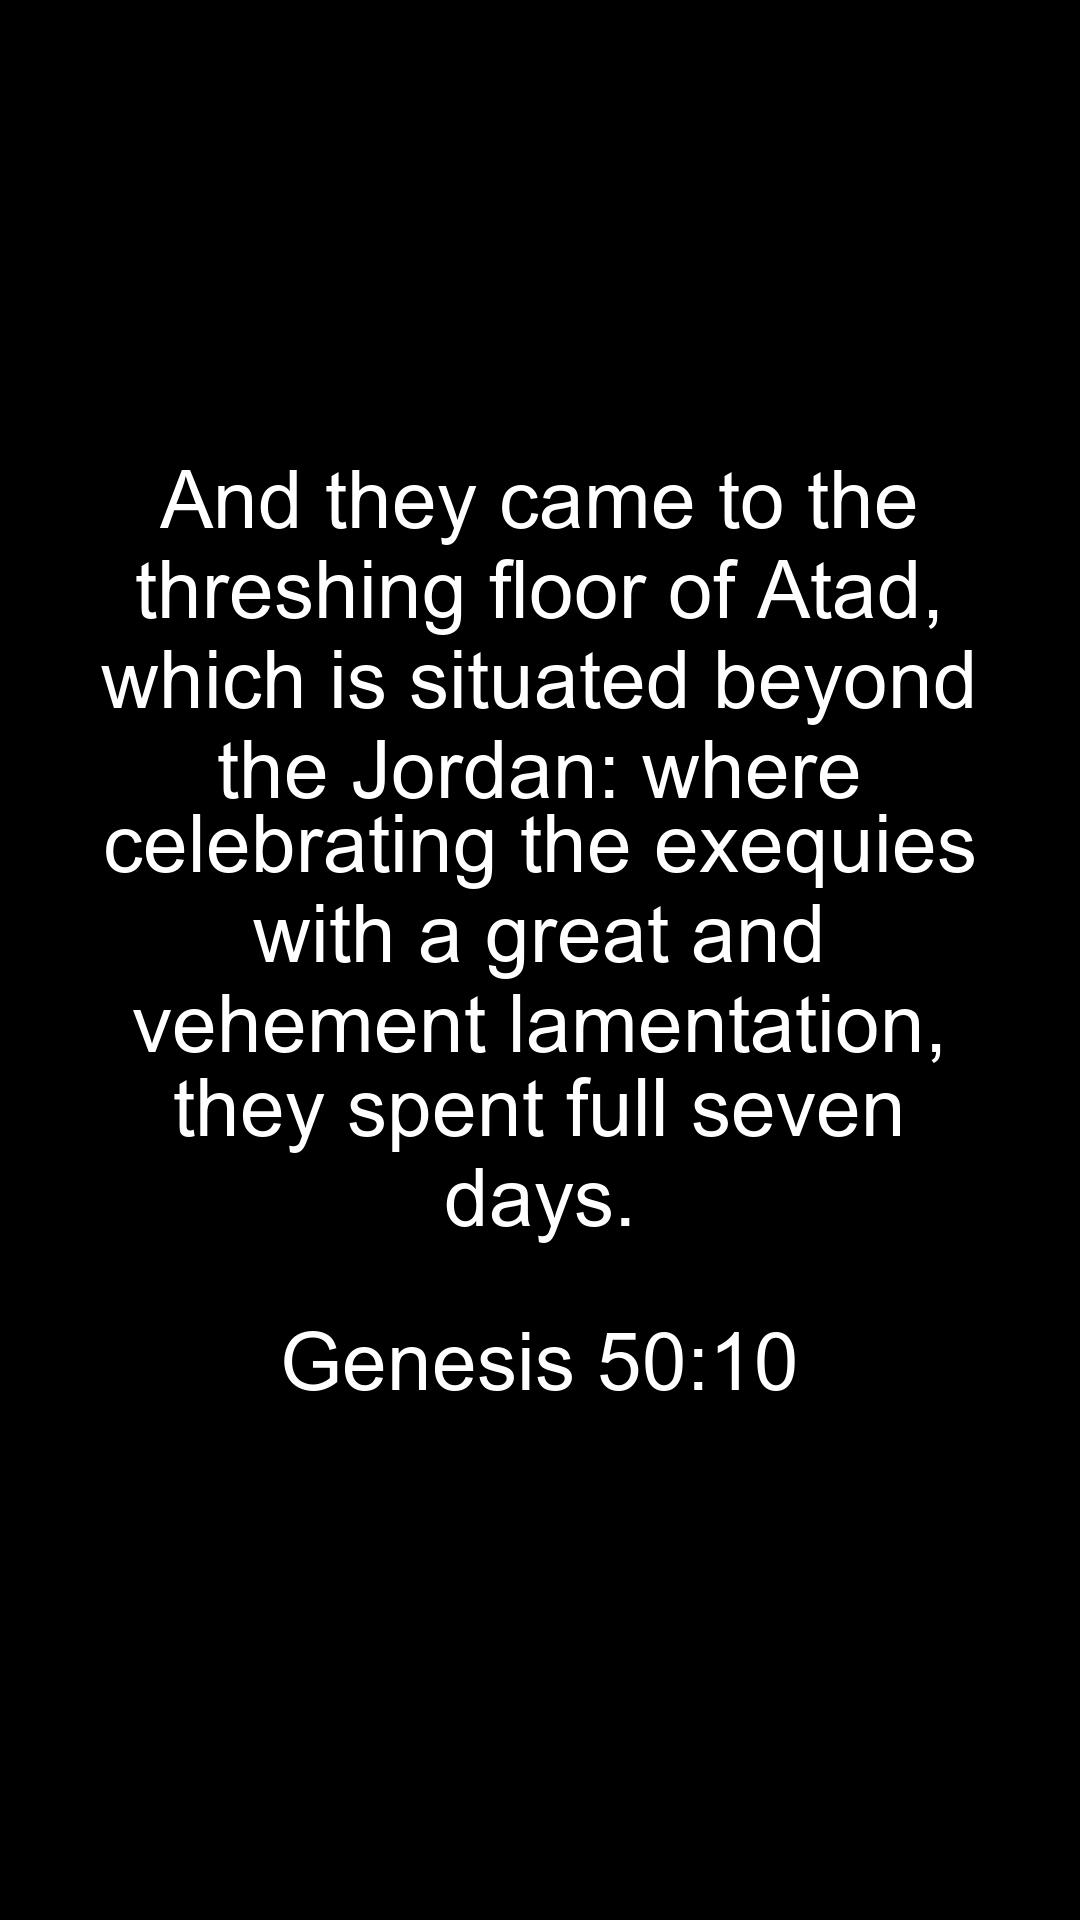 And they came to the
threshing floor of Atad,
which is situated beyond
the Jordan: where
celebrating the exequies
with a great and
vehement lamentation,
they spent full seven
days.
Genesis 50:10